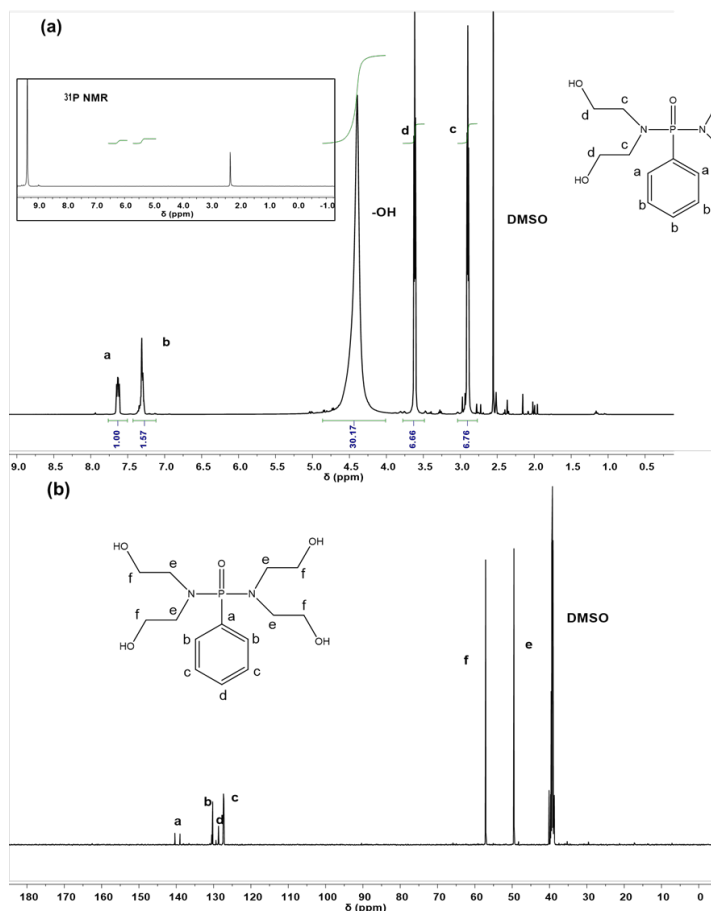 (a)
31P NMR
9.0 8.0 7.0 6.0 5.0 4.0 3.0 2.0 1.0 0.0 -1.0
δ (ppm)
HO
d
c
O
N
P
N
d
c
HO
a
a
b
b
b
d
c
-OH
DMSO
a
b
1.00
1.57
30.17
6.66
6.76
9.0 8.5 8.0 7.5 7.0 6.5 6.0 5.5 5.0 4.5 4.0 3.5 3.0 2.5 2.0 1.5 1.0 0.5
δ (ppm)
(b)
HO
OH
f
e
O
e
f
N
P
N
f
e
a
e
f
HO
OH
b
b
c
c
d
f
e
DMSO
a
b
d
c
180 170 160 150 140 130 120 110 100 90 80 70 60 50 40 30 20 10 0
δ (ppm)